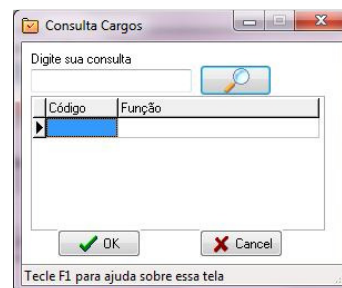 Consulta Cargos
Digite sua consulta
Código Função
OK Cancel
Tecle F1 para ajuda sobre essa tela